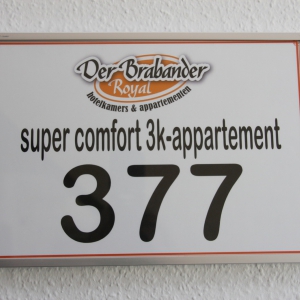 Der Brabander
Royal
hotelkamers & appartementen
super comfort 3k-appartement
377